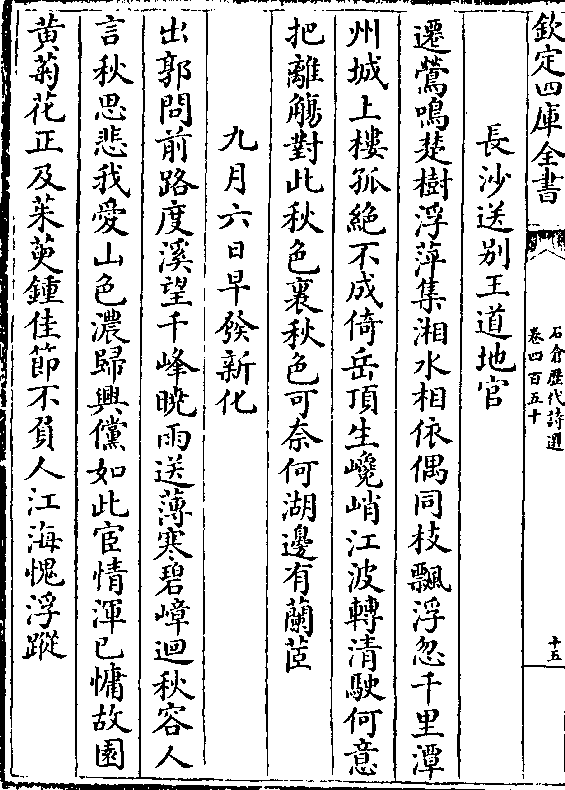 欽定四庫全書
石倉歷代詩選
卷四百五十
十五
長沙送别王道地官
遷鶯鳴楚樹浮萍集湘水相依偶同枝飄浮忽千里潭
州城上樓孤絶不成倚岳頂生巉峭江波轉清駛何意
把離觴對此秋色裏秋色可奈何湖邊有蘭茝
九月六日早發新化
出郭問前路度溪望千峰曉雨送薄寒碧嶂迴秋容人
言秋思悲我愛山色濃歸興儻如此宦情渾已慵故園
黄菊花正及茱萸鍾佳節不負人江海愧浮蹤